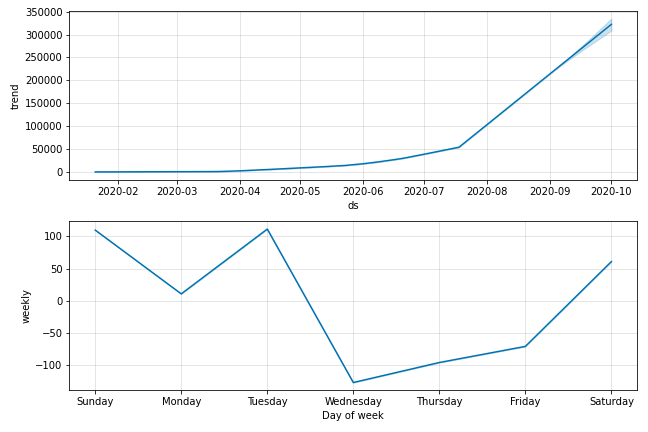 350000
300000
250000
200000
150000
100000
50000
0
trend
2020-02 2020-03 2020-04 2020-05 2020-06 2020-07 2020-08 2020-09 2020-10
ds
100
50
0
−50
−100
weekly
Sunday Monday Tuesday Wednesday Thursday Friday Saturday
Day of week